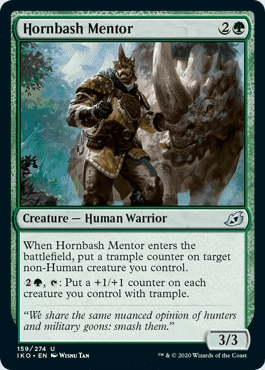 Hornbash Mentor 2
Creature — Human Warrior
When Hornbash Mentor enters the
battlefield, put a trample counter on target
non-Human creature you control.
2 , : Put a +1/+1 counter on each
creature you control with trample.
“We share the same nuanced opinion of hunters
and military goons: smash them.”
3/3
159/274 U
IKO • EN Wisnu Tan ™ & © 2020 Wizards of the Coast